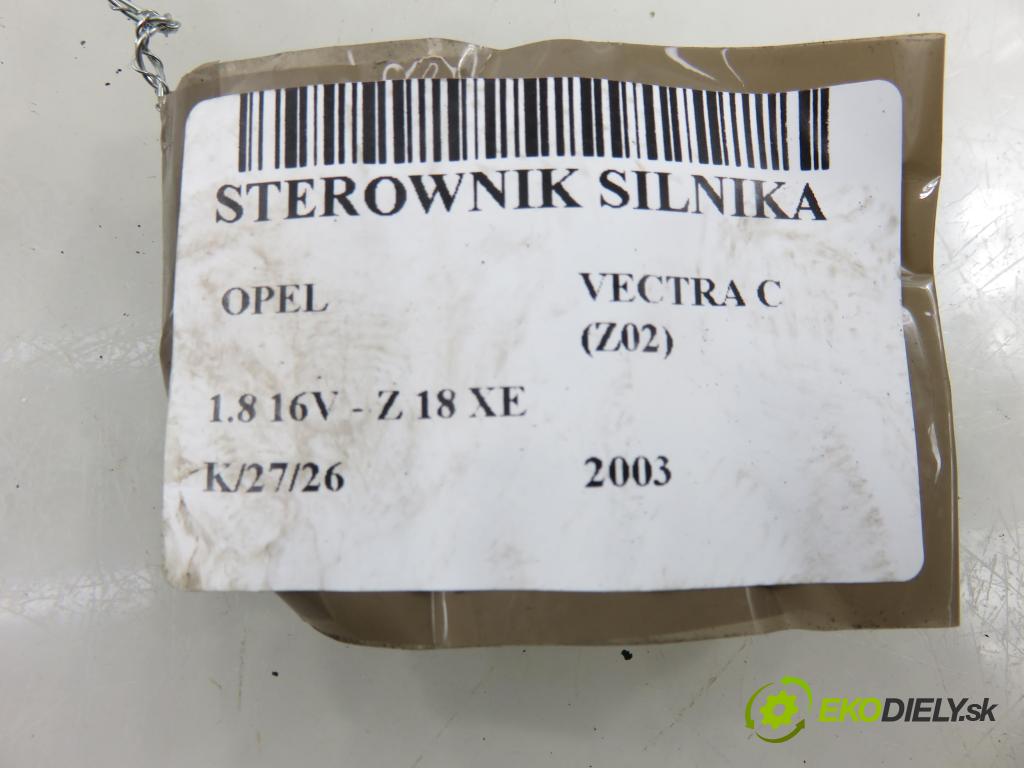 STEROWNIK SILNIKA
OPEL
VECTRA C
(Z02)
1.8 16V - Z 18 XE
K/27/26
2003
EKODIELY.sk